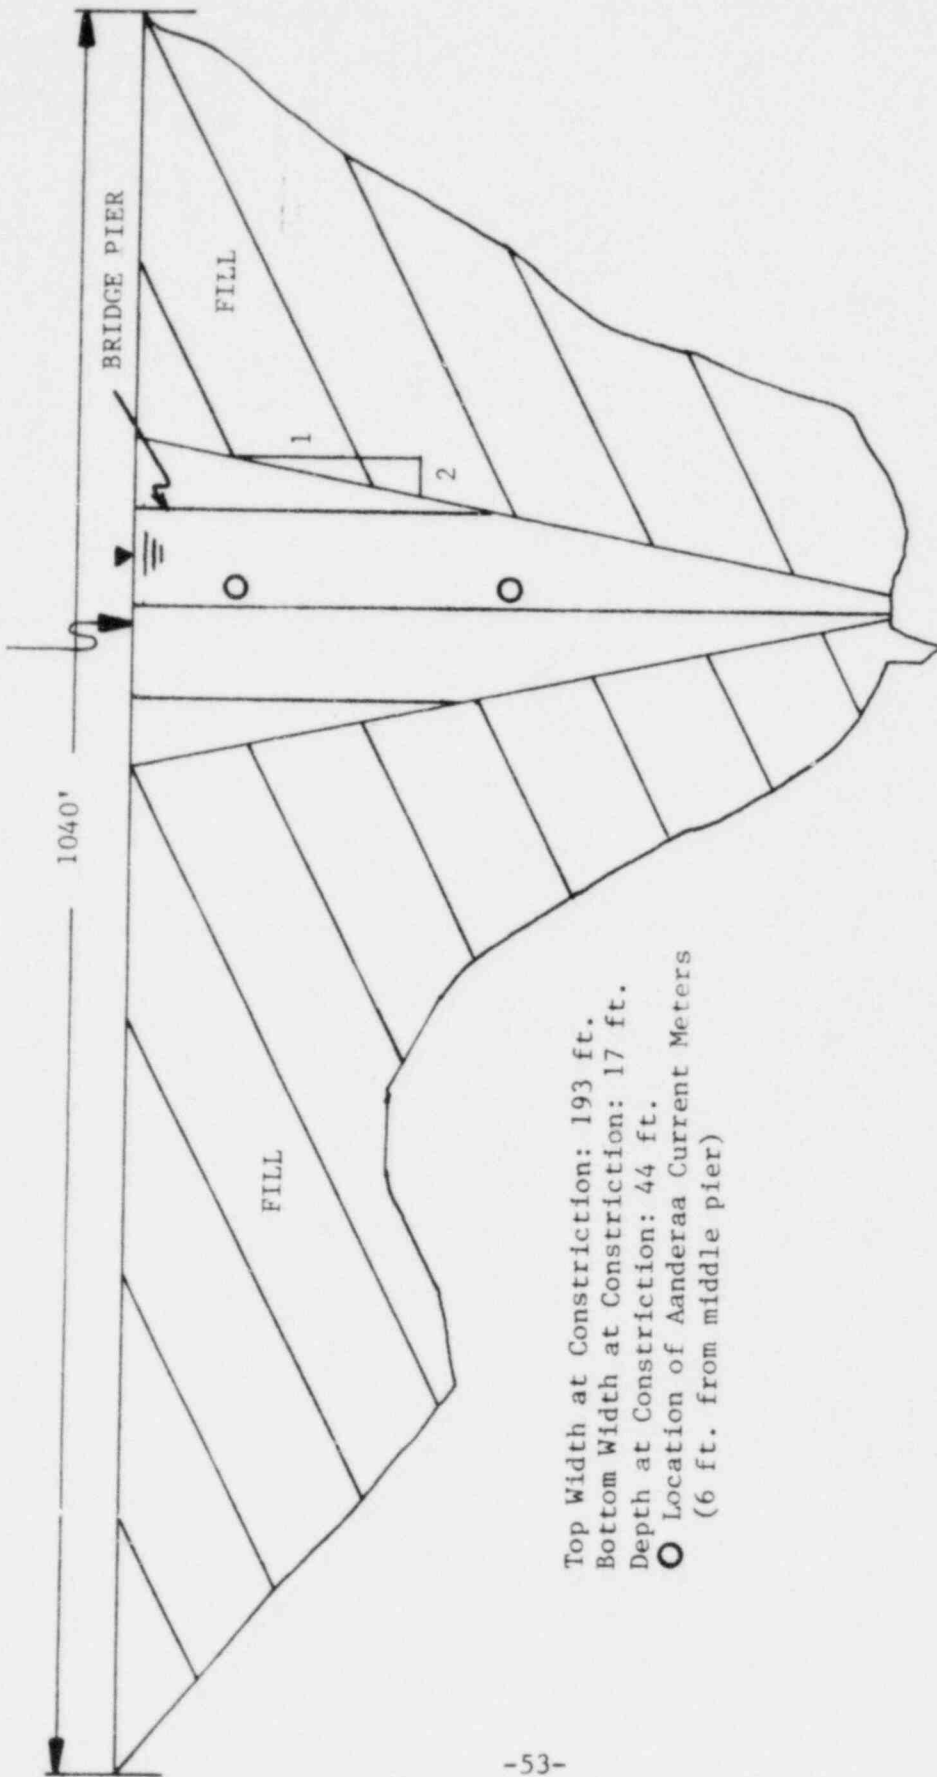 1040'
BRIDGE PIER
FILL
1
2
FILL
Top Width at Constriction: 193 ft.
Bottom Width at Constriction: 17 ft.
Depth at Constriction: 44 ft.
O Location of Aanderaa Current Meters
(6 ft. from middle pier)
-53-